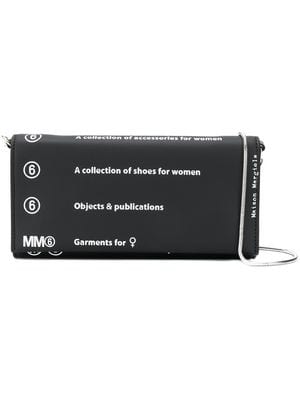 A collection of accessories for women
⑥ A collection of shoes for women
⑥ Objects & publications
MM⑥ Garments for ♀
Maison Margiela